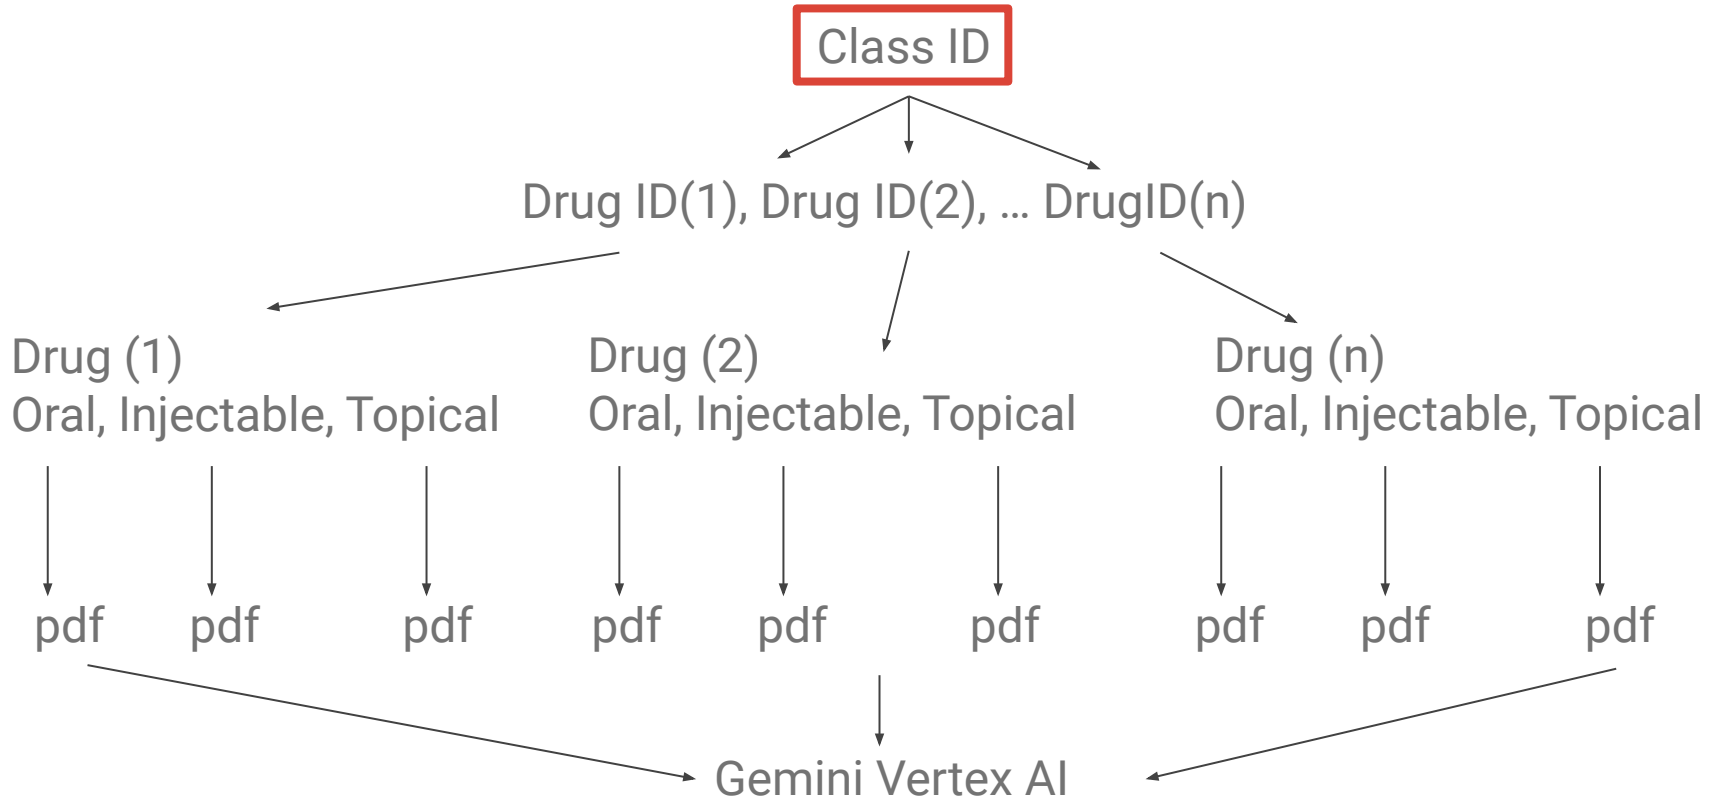 Class ID
Drug ID(1), Drug ID(2), ... DrugID(n)
Drug (1)
Oral, Injectable, Topical
Drug (2)
Oral, Injectable, Topical
Drug (n)
Oral, Injectable, Topical
pdf pdf pdf pdf pdf pdf pdf pdf pdf
Gemini Vertex AI